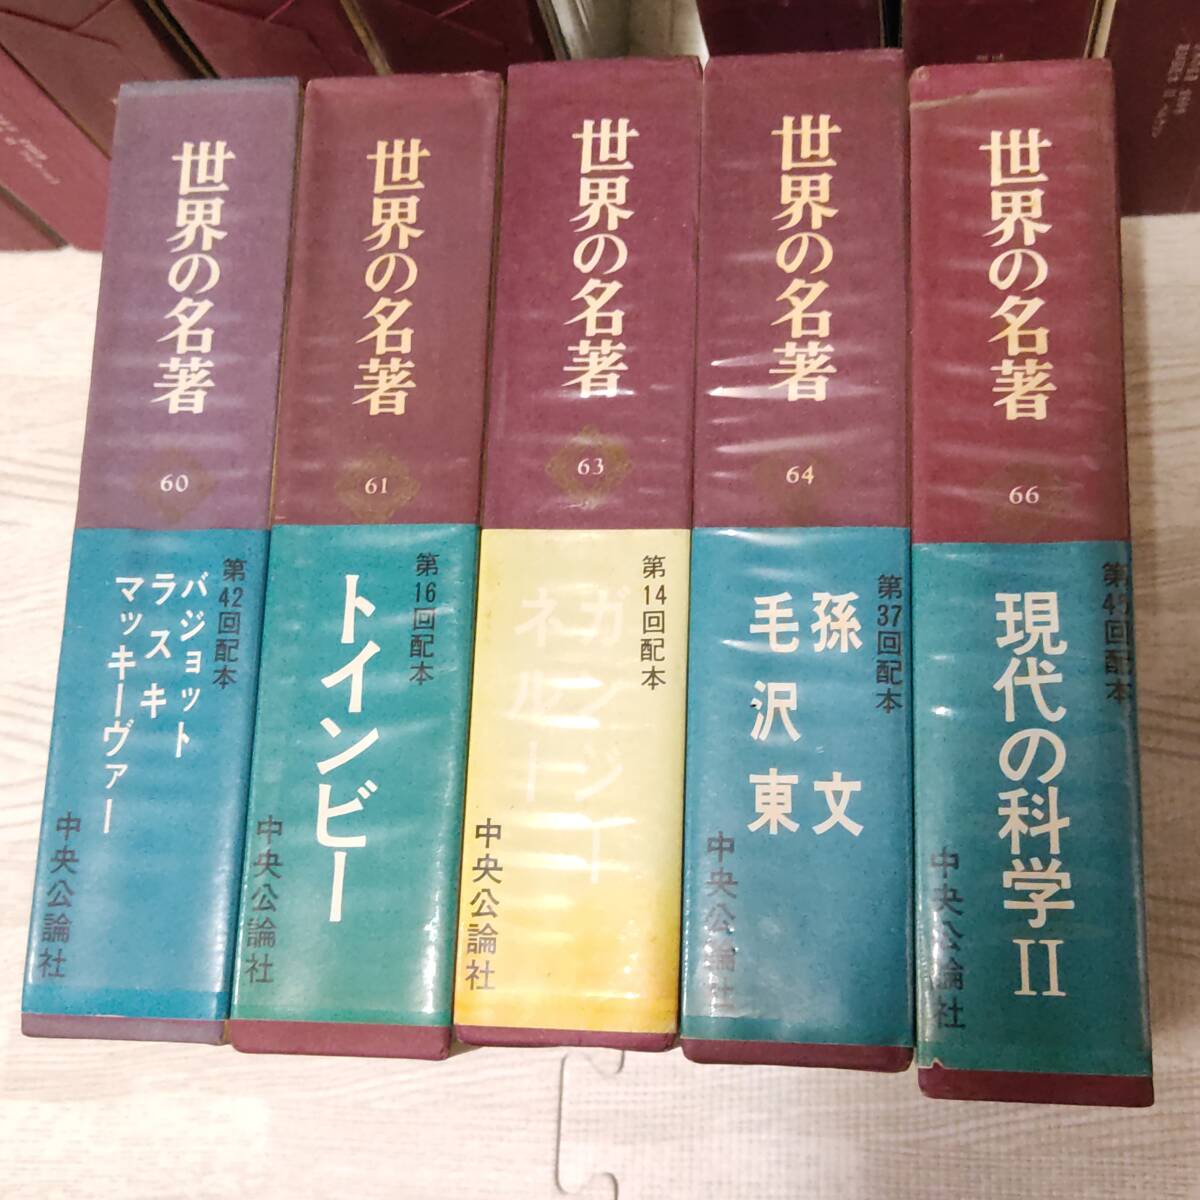 世界の名著
60
第42回配本
バジョット
ラスキ
マッキーヴァー
中央公論社
世界の名著
61
第16回配本
トインビー
中央公論社
世界の名著
63
第14回配本
ガンジー
ネルー
中央公論社
世界の名著
64
第37回配本
孫文
毛沢東
中央公論社
世界の名著
66
第45回配本
現代の科学II
中央公論社